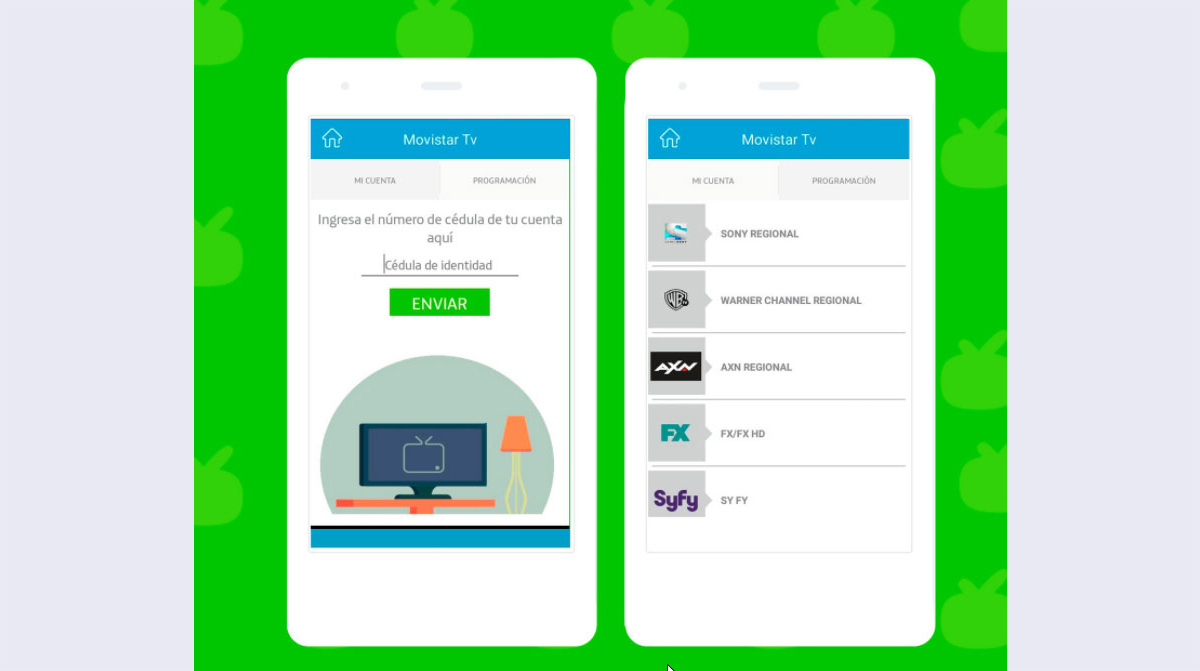 Movistar Tv
MI CUENTA
PROGRAMACIÓN
Ingresa el número de cédula de tu cuenta
aquí
Cédula de identidad
ENVIAR
Movistar Tv
MI CUENTA
PROGRAMACIÓN
SONY REGIONAL
WB
WARNER CHANNEL REGIONAL
AXN
AXN REGIONAL
FX
FX/FX HD
Syfy
SY FY